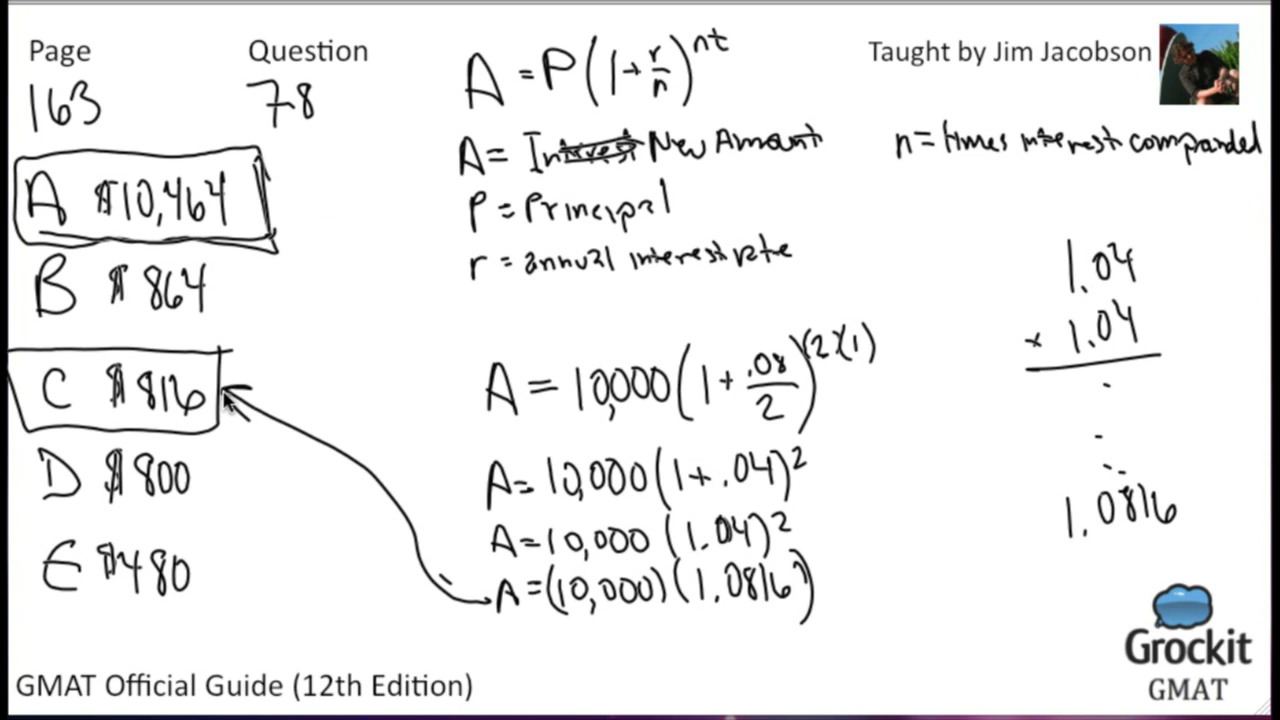 Page
Question
Taught by Jim Jacobson
163
78
A = P(1+r/n)^nt
A = Interest New Amount
n = times interest compounded
P = Principal
r = annual interest rate
A $10,464
B $864
C $816
D $800
E $480
A = 10,000(1+.08/2)^(2)(1)
A = 10,000(1+.04)^2
A = 10,000(1.04)^2
A = (10,000)(1.0816)
1.04
× 1.04
1.0816
Grockit
GMAT
GMAT Official Guide (12th Edition)